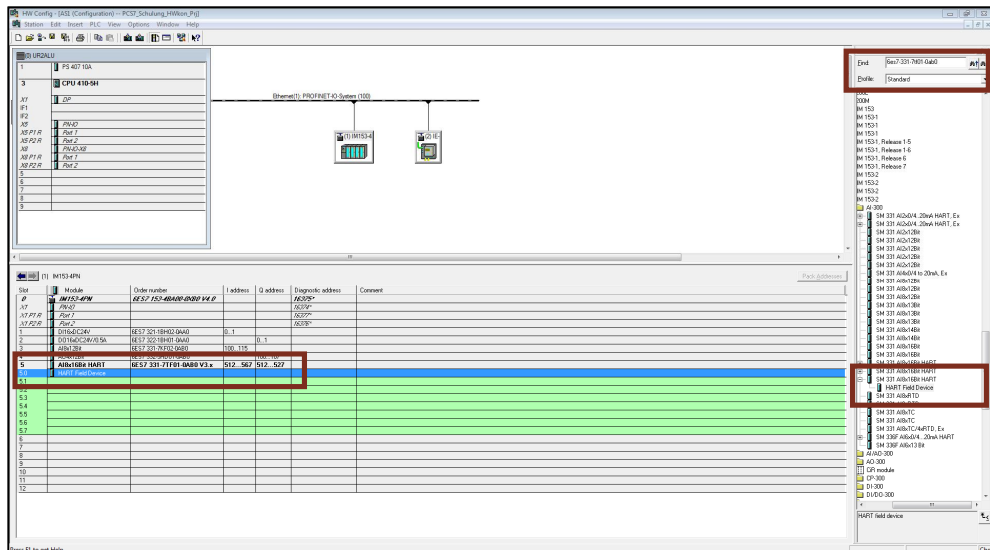 HW Config - [AS1 (Configuration) -- PCS7_Schulung_HWkon_Prj]
Station Edit Insert PLC View Options Window Help
(0) UR2ALU
1 PS 407 10A
3 CPU 410-5H
X1 DP
IF1
IF2
X5 PN-IO
X5 P1 R Port 1
X5 P2 R Port 2
X8 PN-IO-X8
X8 P1 R Port 1
X8 P2 R Port 2
5
6
7
8
9
Ethernet(1): PROFINET-IO-System (100)
(1) IM153-4
(2) IE-
Find: 6es7-331-7tf01-0ab0
Profile: Standard
200M
IM 153
IM 153-1
IM 153-1
IM 153-1
IM 153-1, Release 1-5
IM 153-1, Release 1-6
IM 153-1, Release 6
IM 153-1, Release 7
IM 153-2
IM 153-2
IM 153-2
IM 153-2
AI-300
SM 331 AI2x0/4..20mA HART, Ex
SM 331 AI2x0/4..20mA HART, Ex
SM 331 AI2x12Bit
SM 331 AI2x12Bit
SM 331 AI2x12Bit
SM 331 AI2x12Bit
SM 331 AI4x0/4 to 20mA, Ex
SM 331 AI8x12Bit
SM 331 AI8x12Bit
SM 331 AI8x12Bit
SM 331 AI8x13Bit
SM 331 AI8x13Bit
SM 331 AI8x13Bit
SM 331 AI8x14Bit
SM 331 AI8x14Bit
SM 331 AI8x16Bit
SM 331 AI8x16Bit
SM 331 AI8x16Bit HART
SM 331 AI8x16Bit HART
SM 331 AI8x16Bit HART
HART Field Device
SM 331 AI8xRTD
SM 331 AI8xTC
SM 331 AI8xTC
SM 331 AI8xTC/4xRTD, Ex
SM 336F AI6x0/4...20mA HART
SM 336F AI6x13 Bit
AI/AO-300
AO-300
QR module
CP-300
DI-300
DI/DO-300
HART field device
(1) IM153-4PN
Pack Addresses
Slot Module Order number I address Q address Diagnostic address Comment
0 IM153-4PN 6ES7 153-4BA00-0XB0 V4.0 16375*
X1 PN-IO 16374*
X1 P1 R Port 1 16377*
X1 P2 R Port 2 16376*
1 DI16xDC24V 6ES7 321-1BH02-0AA0 0...1
2 DO16xDC24V/0.5A 6ES7 322-1BH01-0AA0 0...1
3 AI8x12Bit 6ES7 331-7KF02-0AB0 100...115
5 AI8x16Bit HART 6ES7 331-7TF01-0AB0 V3.x 512...567 512...527
5.0 HART Field Device
5.1
5.2
5.3
5.4
5.5
5.6
5.7
6
7
8
9
10
11
12
Press F1 to get Help.